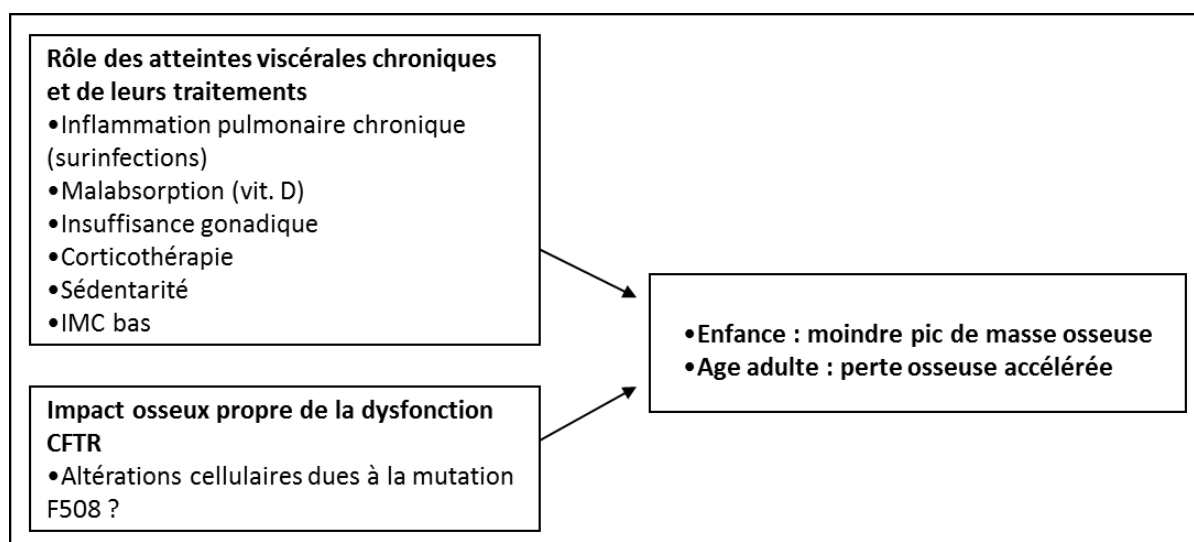 Rôle des atteintes viscérales chroniques
et de leurs traitements
•Inflammation pulmonaire chronique
(surinfections)
•Malabsorption (vit. D)
•Insuffisance gonadique
•Corticothérapie
•Sédentarité
•IMC bas
Impact osseux propre de la dysfonction
CFTR
•Altérations cellulaires dues à la mutation
F508 ?
•Enfance : moindre pic de masse osseuse
•Age adulte : perte osseuse accélérée